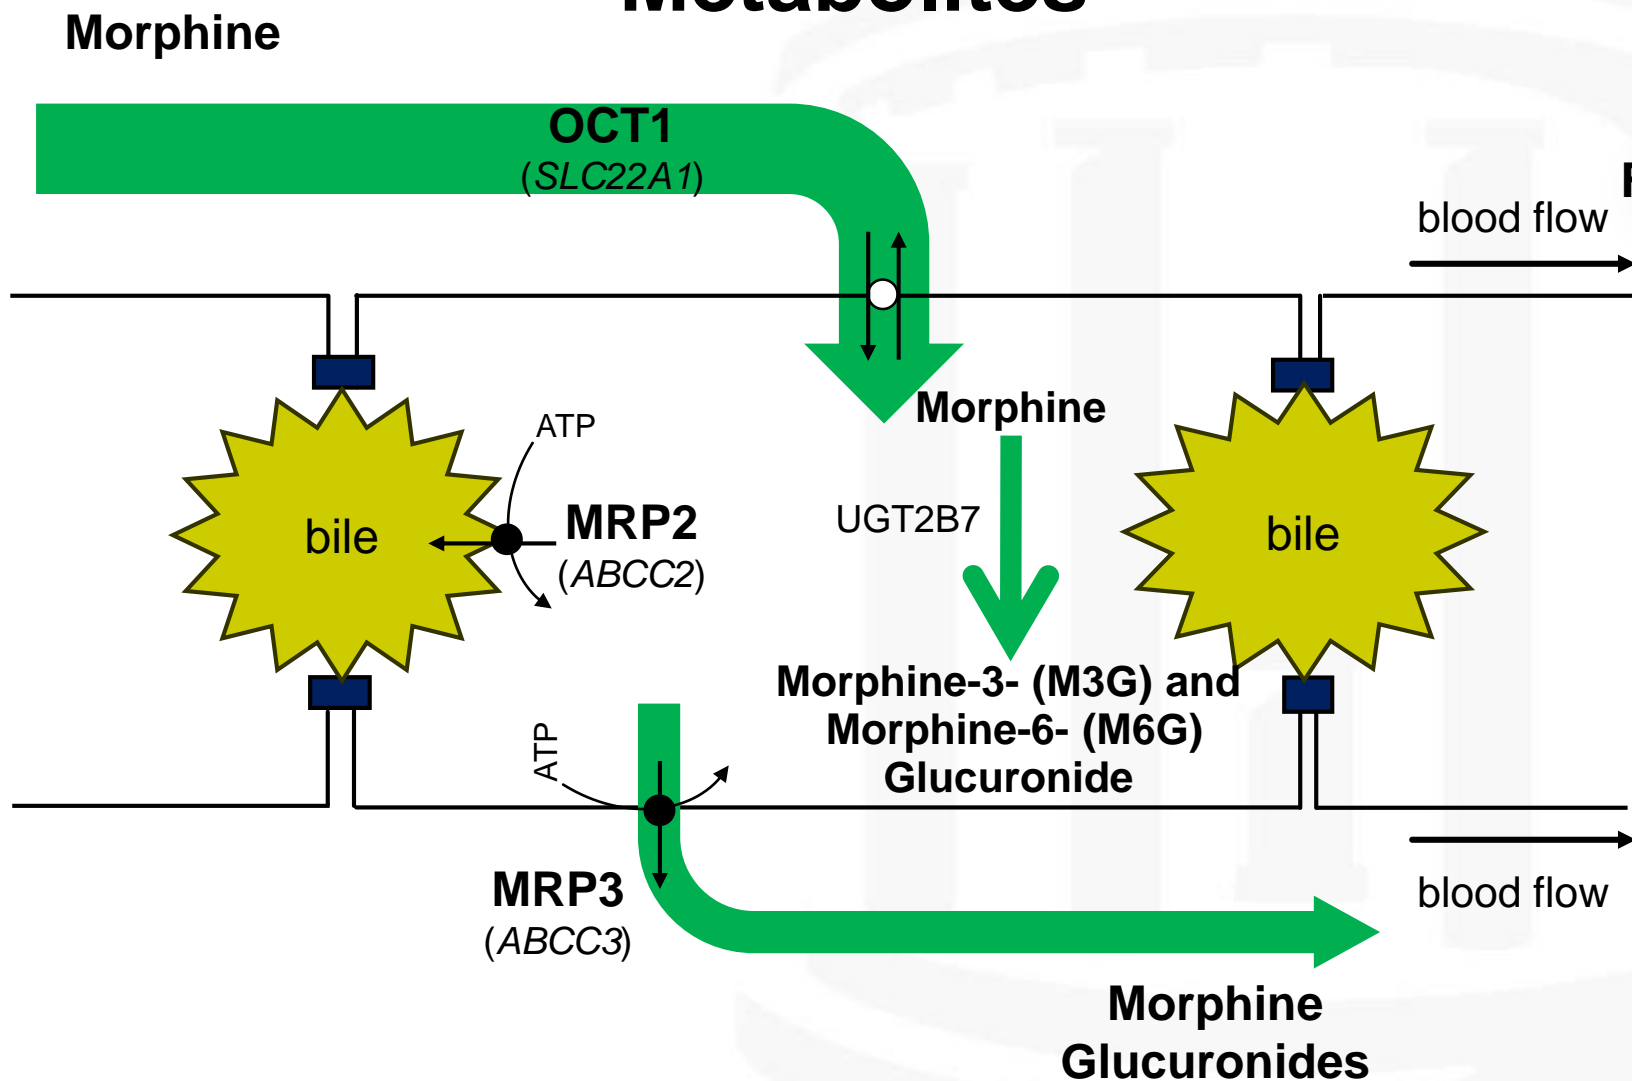 Metabolites
Morphine
OCT1
(SLC22A1)
blood flow
Morphine
ATP
MRP2
(ABCC2)
bile
UGT2B7
bile
Morphine-3- (M3G) and
Morphine-6- (M6G)
Glucuronide
ATP
MRP3
(ABCC3)
blood flow
Morphine
Glucuronides